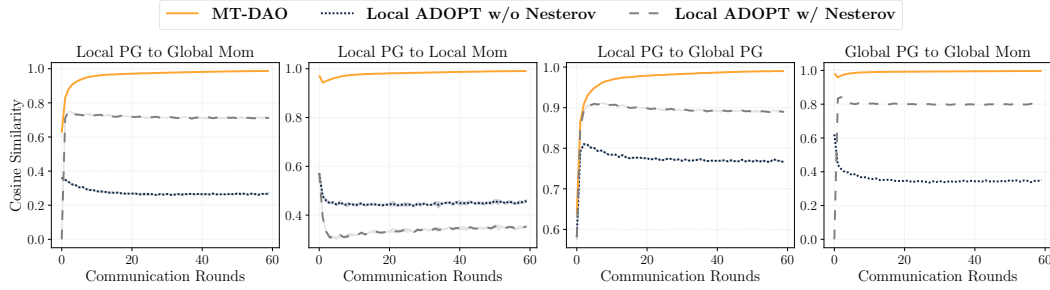 MT-DAO Local ADOPT w/o Nesterov Local ADOPT w/ Nesterov
Local PG to Global Mom
Local PG to Local Mom
Local PG to Global PG
Global PG to Global Mom
Cosine Similarity
1.0
0.8
0.6
0.4
0.2
0.0
0 20 40 60
Communication Rounds
1.0
0.8
0.6
0.4
0 20 40 60
Communication Rounds
1.0
0.9
0.8
0.7
0.6
0 20 40 60
Communication Rounds
1.0
0.8
0.6
0.4
0.2
0.0
0 20 40 60
Communication Rounds